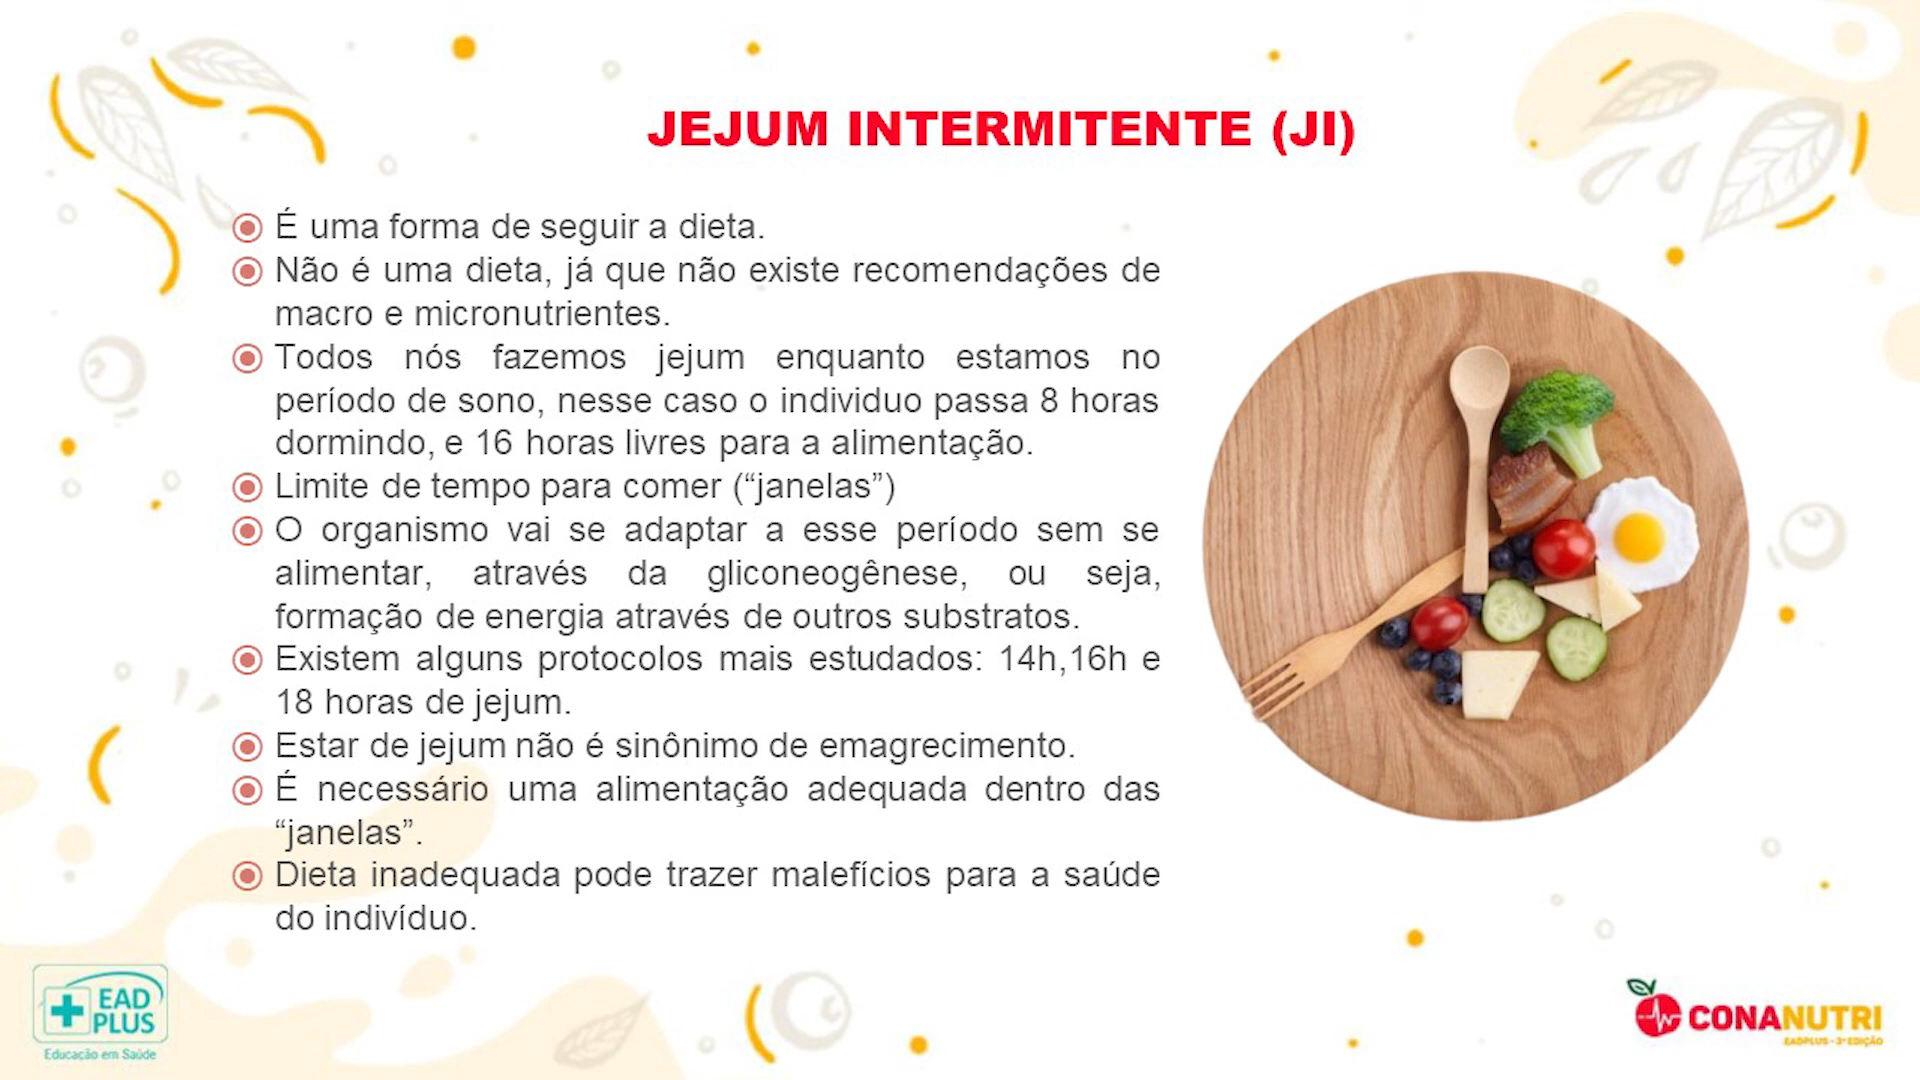 JEJUM INTERMITENTE (JI)
É uma forma de seguir a dieta.
Não é uma dieta, já que não existe recomendações de
macro e micronutrientes.
Todos nós fazemos jejum enquanto estamos no
período de sono, nesse caso o individuo passa 8 horas
dormindo, e 16 horas livres para a alimentação.
Limite de tempo para comer (“janelas”)
O organismo vai se adaptar a esse período sem se
alimentar, através da gliconeogênese, ou seja,
formação de energia através de outros substratos.
Existem alguns protocolos mais estudados: 14h,16h e
18 horas de jejum.
Estar de jejum não é sinônimo de emagrecimento.
É necessário uma alimentação adequada dentro das
“janelas”.
Dieta inadequada pode trazer malefícios para a saúde
do indivíduo.
EAD
PLUS
Educação em Saúde
CONANUTRI
EADPLUS - 3ª EDIÇÃO